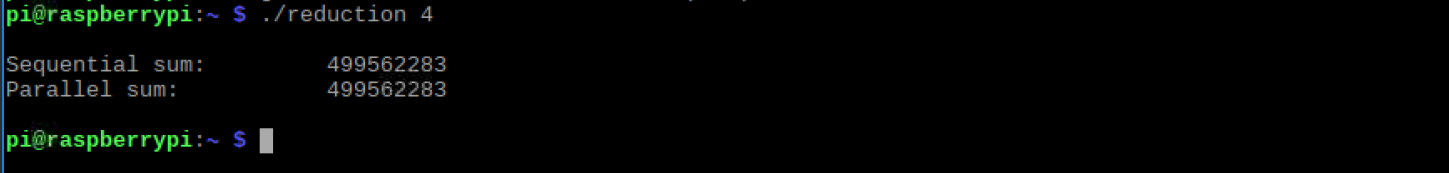 pi@raspberrypi:~ $ ./reduction 4
Sequential sum: 499562283
Parallel sum: 499562283
pi@raspberrypi:~ $